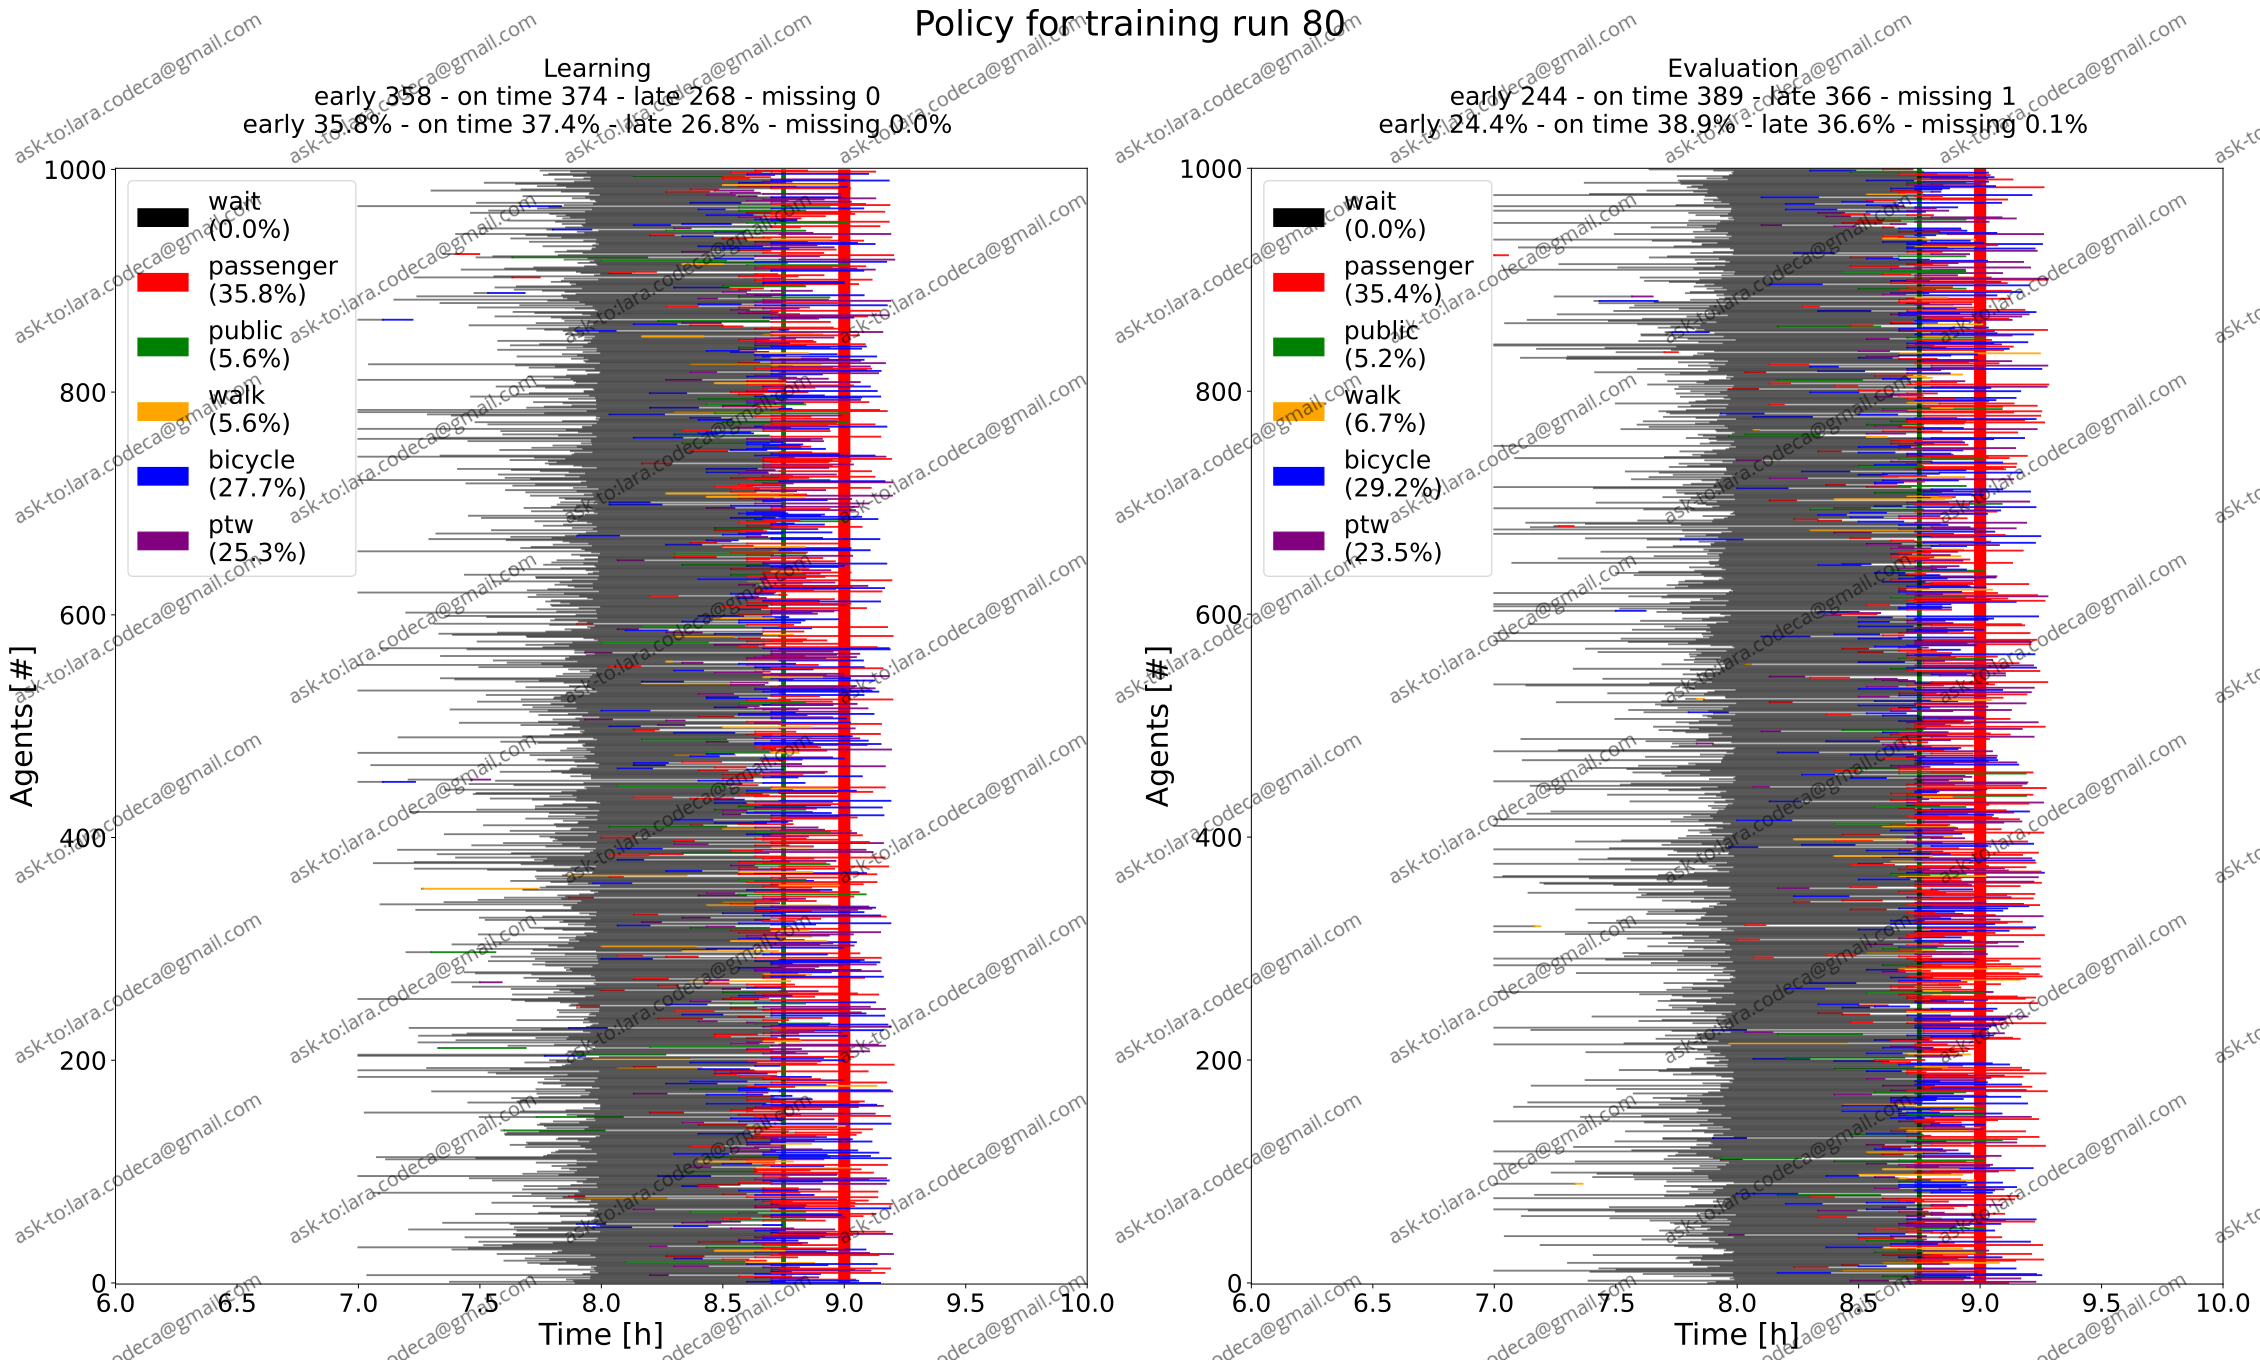 Policy for training run 80
Learning
early 358 - on time 374 - late 268 - missing 0
early 35.8% - on time 37.4% - late 26.8% - missing 0.0%
1000
800
600
400
200
0
Agents [#]
wait
(0.0%)
passenger
(35.8%)
public
(5.6%)
walk
(5.6%)
bicycle
(27.7%)
ptw
(25.3%)
6.0 6.5 7.0 7.5 8.0 8.5 9.0 9.5 10.0
Time [h]
Evaluation
early 244 - on time 389 - late 366 - missing 1
early 24.4% - on time 38.9% - late 36.6% - missing 0.1%
1000
800
600
400
200
0
Agents [#]
wait
(0.0%)
passenger
(35.4%)
public
(5.2%)
walk
(6.7%)
bicycle
(29.2%)
ptw
(23.5%)
6.0 6.5 7.0 7.5 8.0 8.5 9.0 9.5 10.0
Time [h]
ask-to:lara.codeca@gmail.com